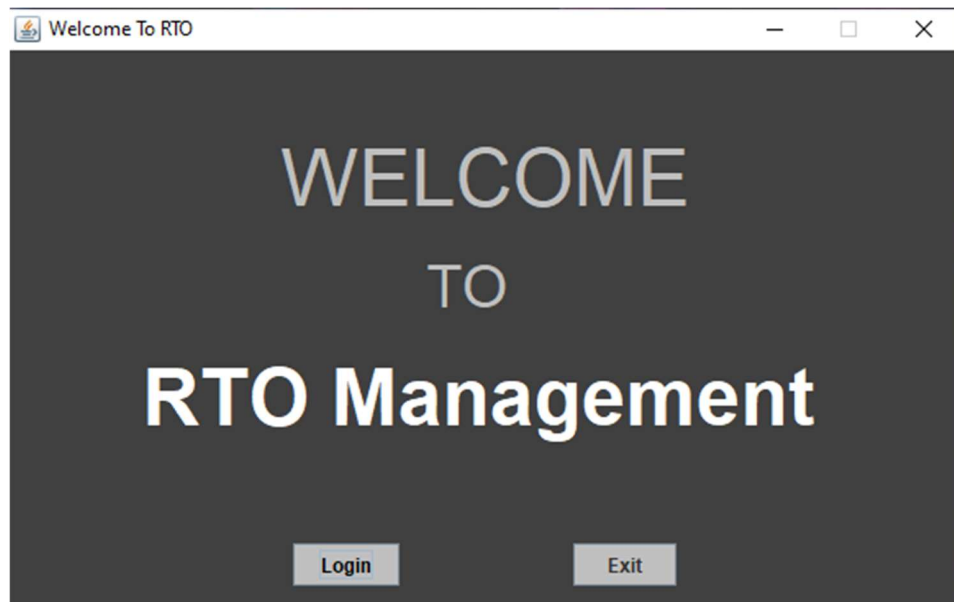 Welcome To RTO
WELCOME
TO
RTO Management
Login Exit